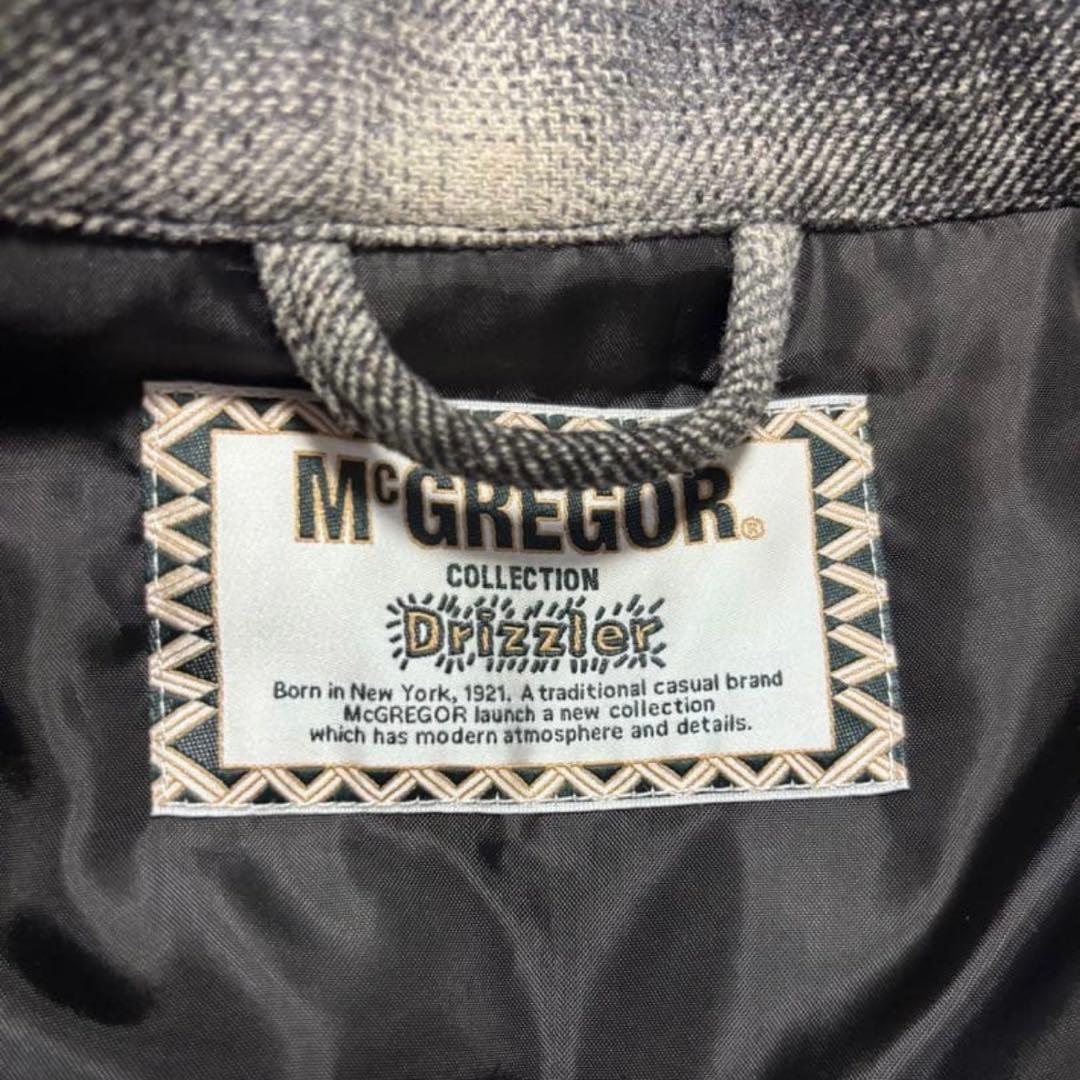 McGREGOR®
COLLECTION
Drizzler
Born in New York, 1921. A traditional casual brand
McGREGOR launch a new collection
which has modern atmosphere and details.